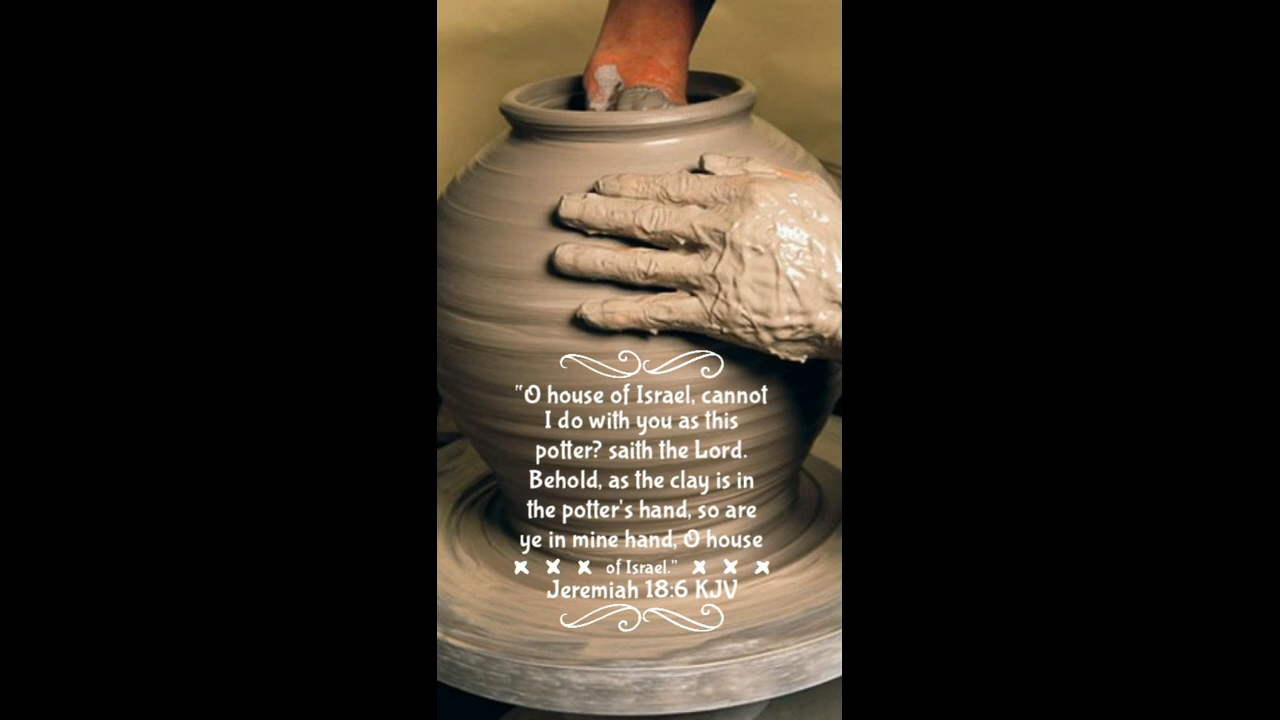 "O house of Israel, cannot
I do with you as this
potter? saith the Lord.
Behold, as the clay is in
the potter's hand, so are
ye in mine hand, O house
of Israel."
Jeremiah 18:6 KJV